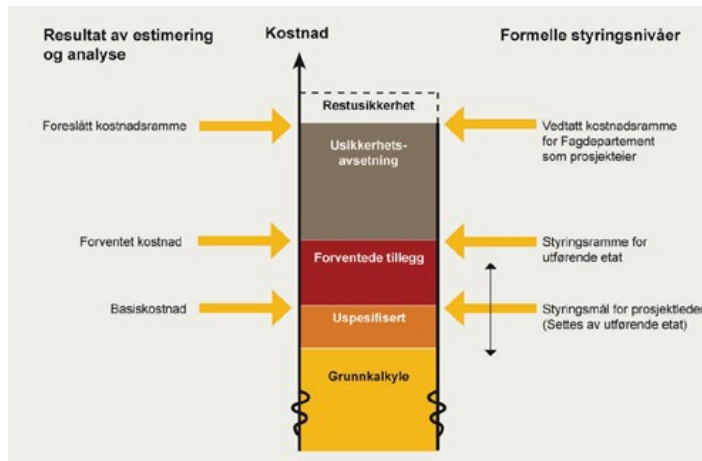 Resultat av estimering
og analyse
Kostnad
Formelle styringsnivåer
Restusikkerhet
Foreslått kostnadsramme
Vedtatt kostnadsramme
for Fagdepartement
som prosjekteier
Usikkerhets-
avsetning
Forventet kostnad
Forventede tillegg
Styringsramme for
utførende etat
Basiskostnad
Uspesifisert
Styringsmål for prosjektleder
(Settes av utførende etat)
Grunnkalkyle